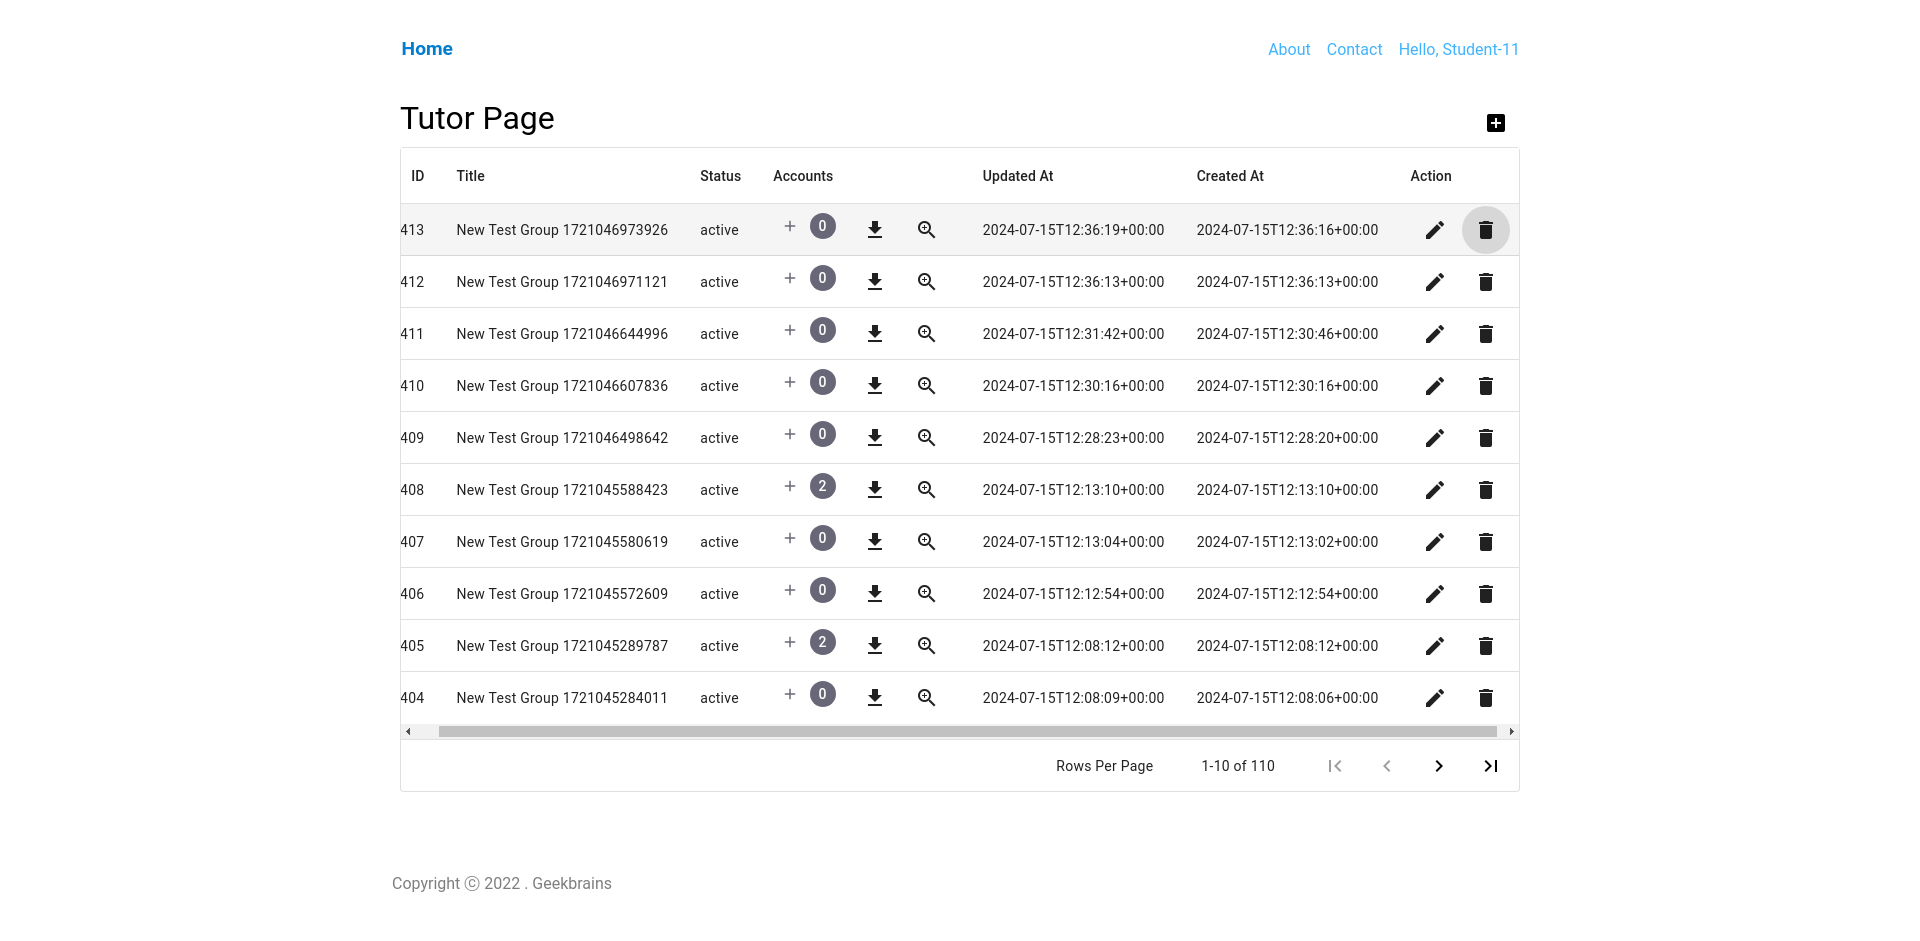 Home About Contact Hello, Student-11
Tutor Page
ID Title Status Accounts Updated At Created At Action
413 New Test Group 1721046973926 active + 0 2024-07-15T12:36:19+00:00 2024-07-15T12:36:16+00:00
412 New Test Group 1721046971121 active + 0 2024-07-15T12:36:13+00:00 2024-07-15T12:36:13+00:00
411 New Test Group 1721046644996 active + 0 2024-07-15T12:31:42+00:00 2024-07-15T12:30:46+00:00
410 New Test Group 1721046607836 active + 0 2024-07-15T12:30:16+00:00 2024-07-15T12:30:16+00:00
409 New Test Group 1721046498642 active + 0 2024-07-15T12:28:23+00:00 2024-07-15T12:28:20+00:00
408 New Test Group 1721045588423 active + 2 2024-07-15T12:13:10+00:00 2024-07-15T12:13:10+00:00
407 New Test Group 1721045580619 active + 0 2024-07-15T12:13:04+00:00 2024-07-15T12:13:02+00:00
406 New Test Group 1721045572609 active + 0 2024-07-15T12:12:54+00:00 2024-07-15T12:12:54+00:00
405 New Test Group 1721045289787 active + 2 2024-07-15T12:08:12+00:00 2024-07-15T12:08:12+00:00
404 New Test Group 1721045284011 active + 0 2024-07-15T12:08:09+00:00 2024-07-15T12:08:06+00:00
Rows Per Page 1-10 of 110
Copyright ⓒ 2022 . Geekbrains